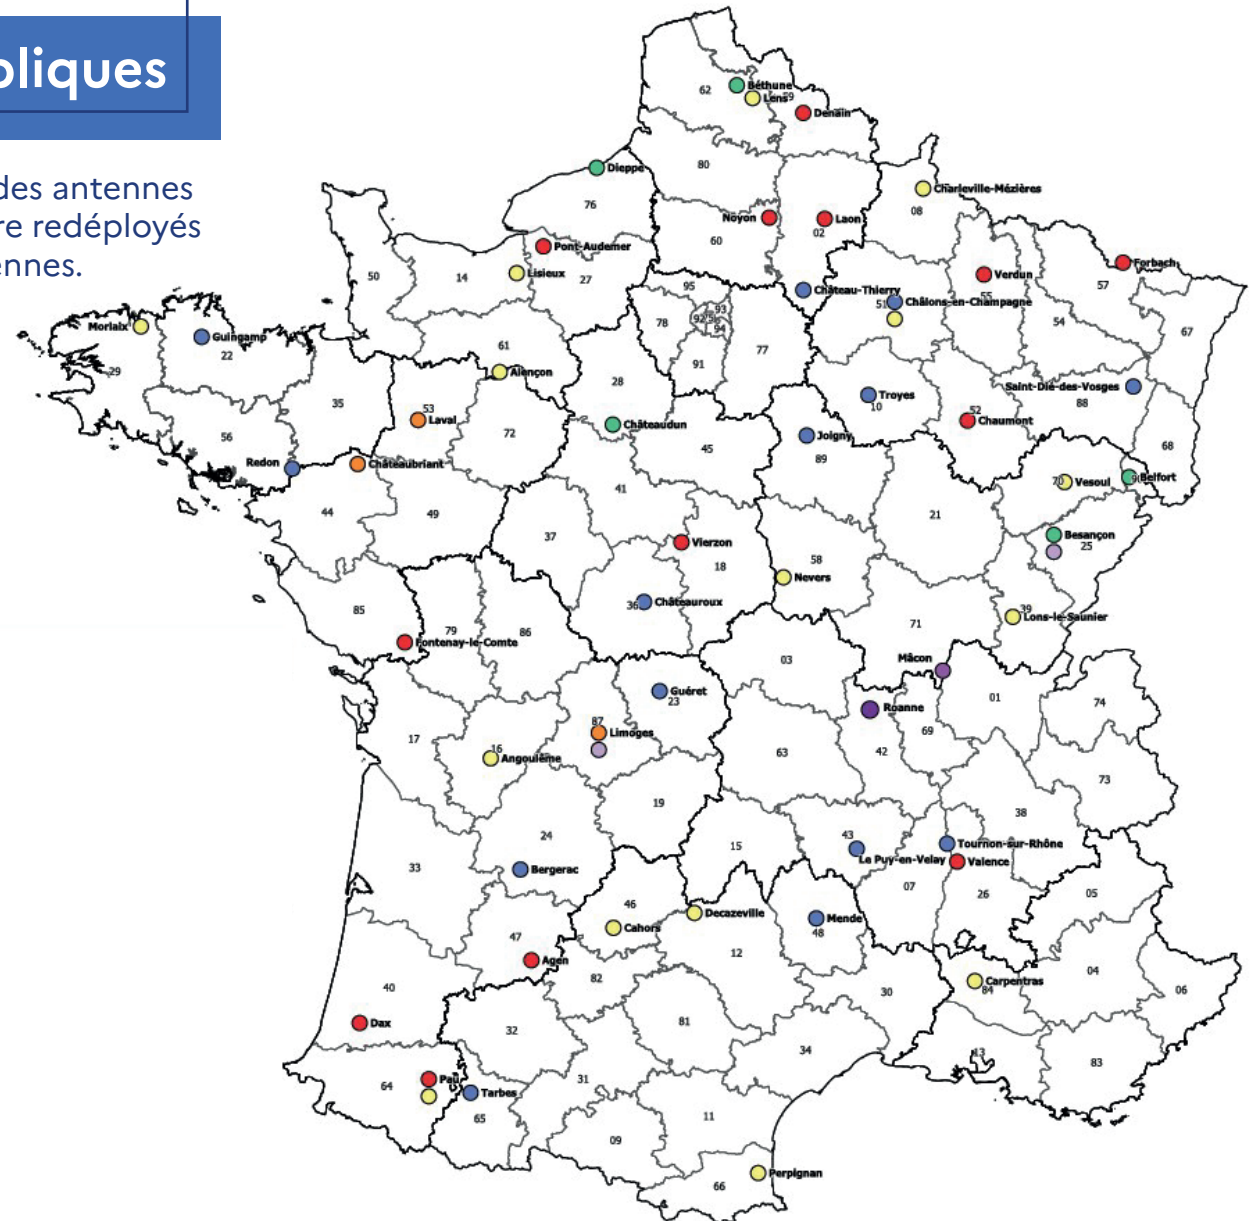 bliques
des antennes
re redéployés
ennes.
62
Béthune
Lens
59
Denain
80
Dieppe
76
Charleville-Mézières
08
Noyon
Laon
02
60
Pont-Audemer
Lisieux
27
14
50
Forbach
57
Verdun
55
95
Château-Thierry
51
Châlons-en-Champagne
93
92
94
78
77
91
54
67
Morlaix
29
Guingamp
22
61
Alençon
28
35
53
Laval
72
Châteaudun
45
Troyes
10
Saint-Dié-des-Vosges
88
52
Chaumont
68
56
Redon
Châteaubriant
Joigny
89
70
Vesoul
Belfort
41
44
49
21
Besançon
25
37
Vierzon
18
58
Nevers
36
Châteauroux
39
Lons-le-Saunier
85
79
86
Fontenay-le-Comte
71
03
Mâcon
Guéret
23
01
74
Roanne
69
17
87
Limoges
16
Angoulême
63
42
73
19
38
24
15
43
Le Puy-en-Velay
Tournon-sur-Rhône
Valence
33
Bergerac
07
26
05
46
Cahors
Decazeville
Mende
48
47
Agen
12
82
04
Carpentras
84
06
40
30
Dax
32
81
34
13
83
64
Pau
31
Tarbes
65
11
09
Perpignan
66